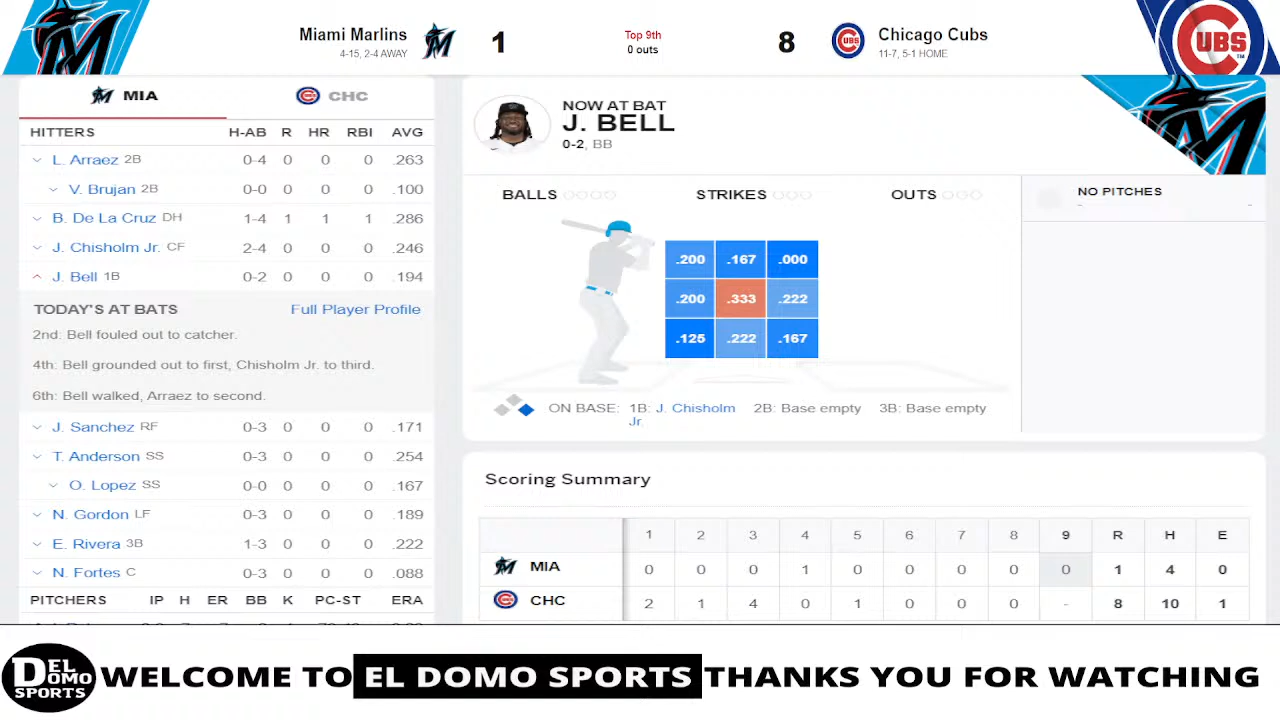 Miami Marlins
4-15, 2-4 AWAY
1
Top 9th
0 outs
8
Chicago Cubs
11-7, 5-1 HOME
CUBS
MIA
CHC
HITTERS H-AB R HR RBI AVG
L. Arraez 2B 0-4 0 0 0 .263
V. Brujan 2B 0-0 0 0 0 .100
B. De La Cruz DH 1-4 1 1 1 .286
J. Chisholm Jr. CF 2-4 0 0 0 .246
J. Bell 1B 0-2 0 0 0 .194
TODAY'S AT BATS Full Player Profile
2nd: Bell fouled out to catcher.
4th: Bell grounded out to first, Chisholm Jr. to third.
6th: Bell walked, Arraez to second.
J. Sanchez RF 0-3 0 0 0 .171
T. Anderson SS 0-3 0 0 0 .254
O. Lopez SS 0-0 0 0 0 .167
N. Gordon LF 0-3 0 0 0 .189
E. Rivera 3B 1-3 0 0 0 .222
N. Fortes C 0-3 0 0 0 .088
PITCHERS IP H ER BB K PC-ST ERA
NOW AT BAT
J. BELL
0-2, BB
BALLS STRIKES OUTS
NO PITCHES
- -
.200 .167 .000
.200 .333 .222
.125 .222 .167
ON BASE: 1B: J. Chisholm Jr. 2B: Base empty 3B: Base empty
Scoring Summary
1 2 3 4 5 6 7 8 9 R H E
MIA 0 0 0 1 0 0 0 0 0 1 4 0
CHC 2 1 4 0 1 0 0 0 - 8 10 1
EL DOMO SPORTS
WELCOME TO EL DOMO SPORTS THANKS YOU FOR WATCHING